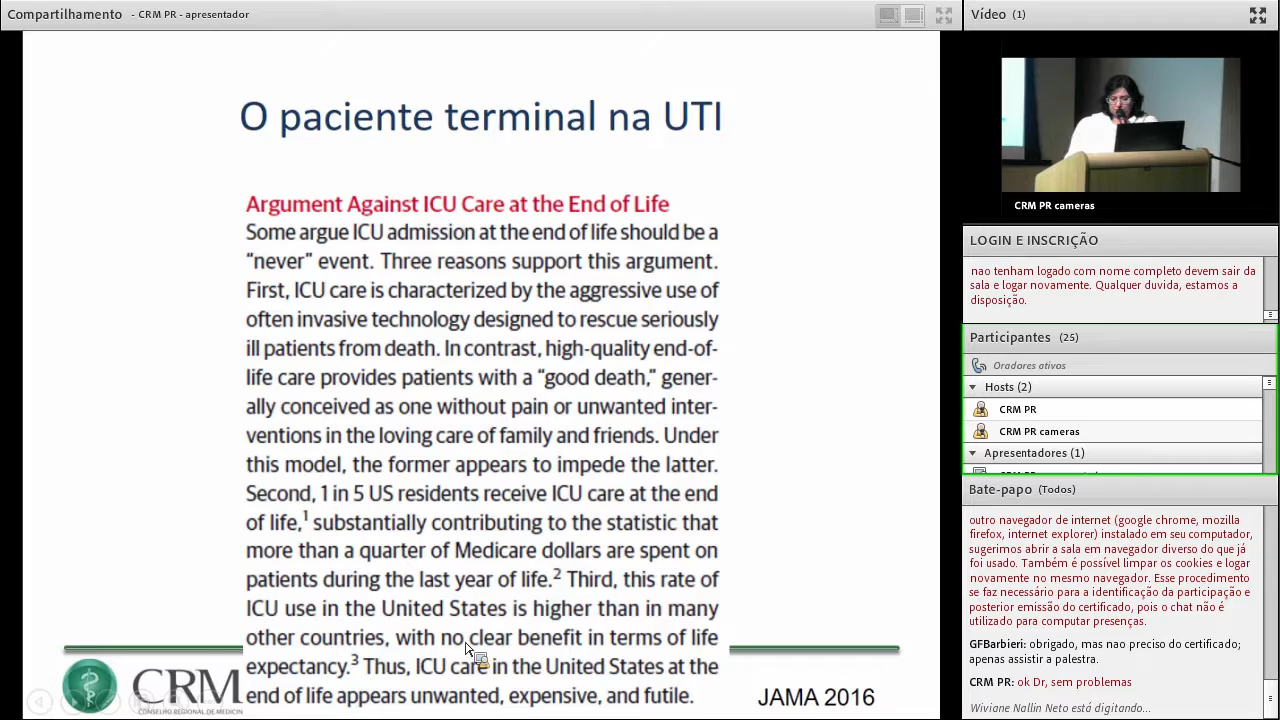 Compartilhamento - CRM PR - apresentador
O paciente terminal na UTI
Argument Against ICU Care at the End of Life
Some argue ICU admission at the end of life should be a
“never” event. Three reasons support this argument.
First, ICU care is characterized by the aggressive use of
often invasive technology designed to rescue seriously
ill patients from death. In contrast, high-quality end-of-
life care provides patients with a “good death,” gener-
ally conceived as one without pain or unwanted inter-
ventions in the loving care of family and friends. Under
this model, the former appears to impede the latter.
Second, 1 in 5 US residents receive ICU care at the end
of life,1 substantially contributing to the statistic that
more than a quarter of Medicare dollars are spent on
patients during the last year of life.2 Third, this rate of
ICU use in the United States is higher than in many
other countries, with no clear benefit in terms of life
expectancy.3 Thus, ICU care in the United States at the
end of life appears unwanted, expensive, and futile.
CRM
CONSELHO REGIONAL DE MEDICIN
JAMA 2016
Vídeo (1)
CRM PR cameras
LOGIN E INSCRIÇÃO
nao tenham logado com nome completo devem sair da
sala e logar novamente. Qualquer duvida, estamos a
disposição.
Participantes (25)
Oradores ativos
Hosts (2)
CRM PR
CRM PR cameras
Apresentadores (1)
Bate-papo (Todos)
outro navegador de internet (google chrome, mozilla
firefox, internet explorer) instalado em seu computador,
sugerimos abrir a sala em navegador diverso do que já
foi usado. Também é possível limpar os cookies e logar
novamente no mesmo navegador. Esse procedimento
se faz necessário para a identificação da participação e
posterior emissão do certificado, pois o chat não é
utilizado para computar presenças.
GFBarbieri: obrigado, mas nao preciso do certificado;
apenas assistir a palestra.
CRM PR: ok Dr, sem problemas
Wiviane Nallin Neto está digitando...